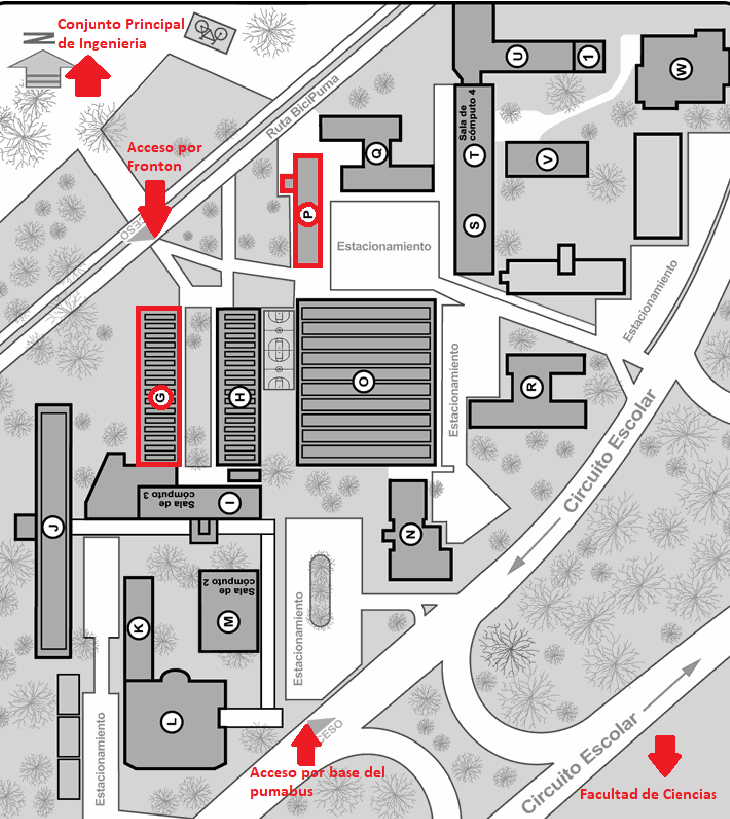 Conjunto Principal
de Ingenieria
N
U
1
W
Ruta BiciPuma
Sala de
cómputo 4
Acceso por
Fronton
Q
T
V
P
S
Estacionamiento
Estacionamiento
G
H
O
Estacionamiento
R
Circuito Escolar
Sala de
cómputo 3
I
J
N
Sala de
cómputo 2
Estacionamiento
K
M
L
Estacionamiento
Circuito Escolar
Acceso por base del
pumabus
Facultad de Ciencias